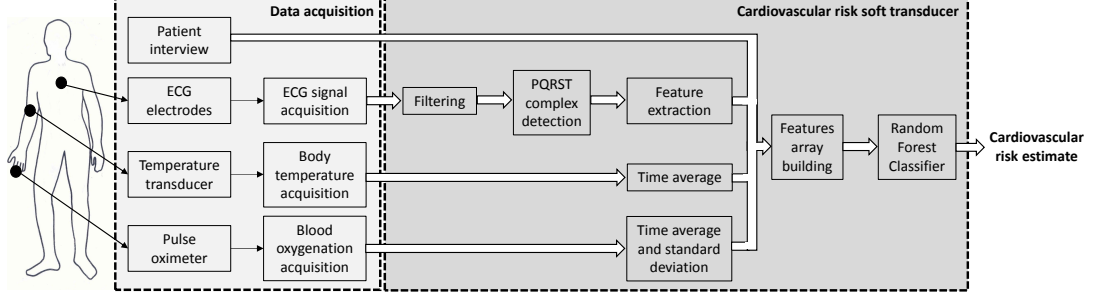 Data acquisition
Cardiovascular risk soft transducer
Patient
interview
ECG
electrodes
ECG signal
acquisition
Filtering
PQRST
complex
detection
Feature
extraction
Temperature
transducer
Body
temperature
acquisition
Time average
Features
array
building
Random
Forest
Classifier
Cardiovascular
risk estimate
Pulse
oximeter
Blood
oxygenation
acquisition
Time average
and standard
deviation